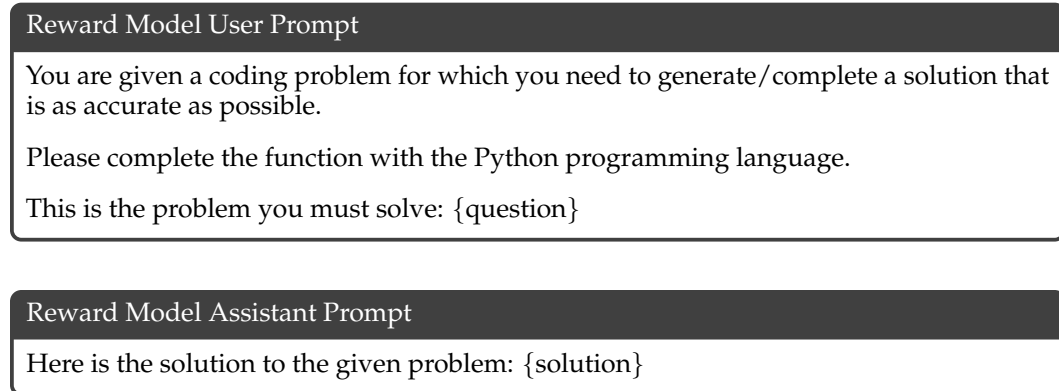 Reward Model User Prompt
You are given a coding problem for which you need to generate/complete a solution that
is as accurate as possible.
Please complete the function with the Python programming language.
This is the problem you must solve: {question}
Reward Model Assistant Prompt
Here is the solution to the given problem: {solution}